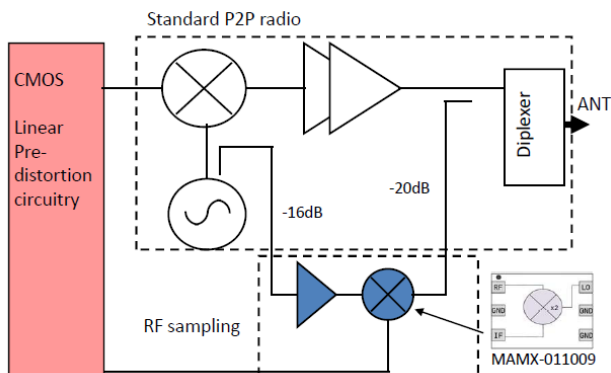 Standard P2P radio
CMOS
Linear
Pre-
distortion
circuitry
Diplexer
ANT
-16dB
-20dB
RF sampling
RF
LO
x2
GND
GND
IF
GND
MAMX-011009